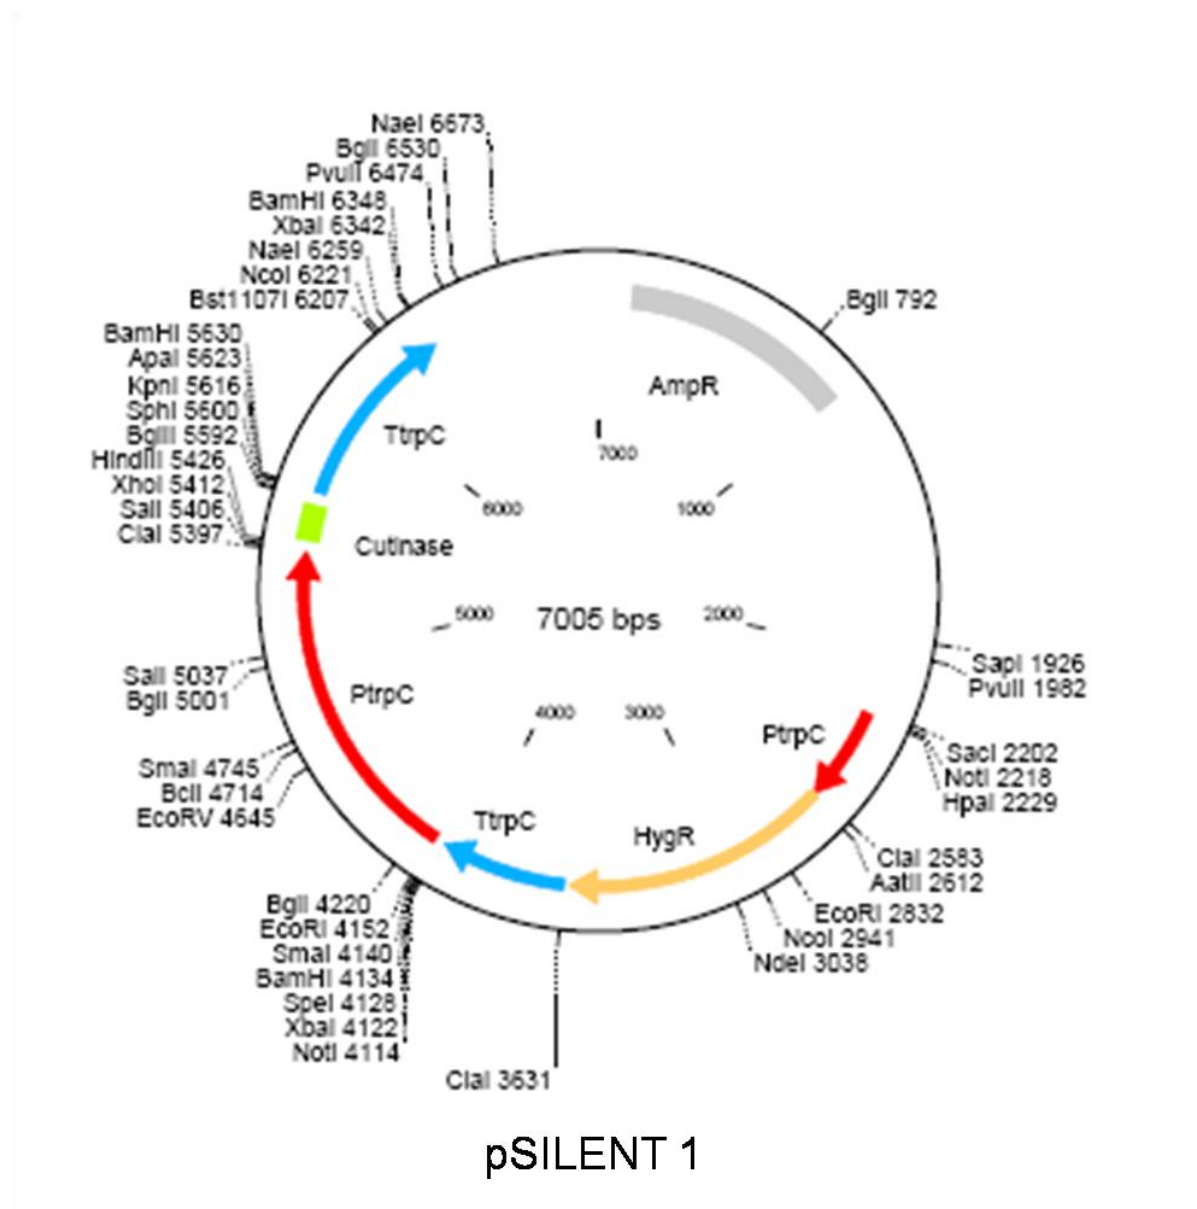 NaeI 6673
BglI 6530
PvuII 6474
BamHI 6348
XbaI 6342
NaeI 6259
NcoI 6221
Bst1107I 6207
BamHI 5630
ApaI 5623
KpnI 5616
SphI 5600
BglII 5592
HindIII 5426
XhoI 5412
SalI 5406
ClaI 5397
SalI 5037
BglI 5001
SmaI 4745
BclI 4714
EcoRV 4645
BglI 4220
EcoRI 4152
SmaI 4140
BamHI 4134
SpeI 4128
XbaI 4122
NotI 4114
ClaI 3631
BglI 792
SapI 1926
PvuII 1982
SacI 2202
NotI 2218
HpaI 2229
ClaI 2583
AatII 2612
EcoRI 2832
NcoI 2941
NdeI 3038
AmpR
TtrpC
Cutinase
PtrpC
TtrpC
HygR
PtrpC
7000
1000
2000
3000
4000
5000
6000
7005 bps
pSILENT 1